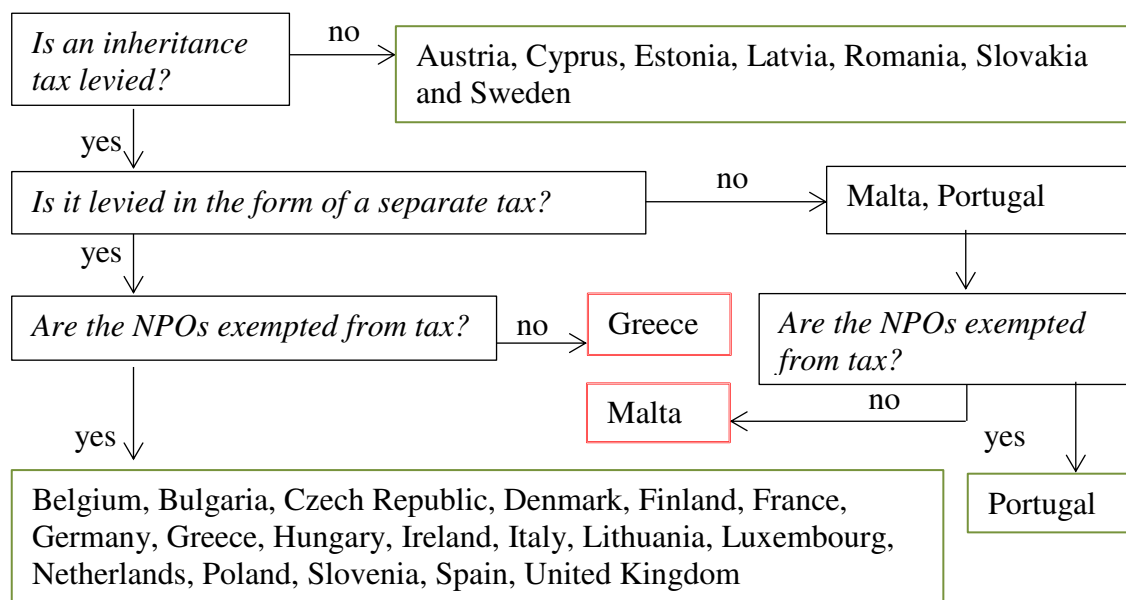 Is an inheritance
tax levied?
no
Austria, Cyprus, Estonia, Latvia, Romania, Slovakia
and Sweden
yes
Is it levied in the form of a separate tax?
no
Malta, Portugal
yes
Are the NPOs exempted from tax?
no
Greece
Are the NPOs exempted
from tax?
Malta
no
yes
yes
Belgium, Bulgaria, Czech Republic, Denmark, Finland, France,
Germany, Greece, Hungary, Ireland, Italy, Lithuania, Luxembourg,
Netherlands, Poland, Slovenia, Spain, United Kingdom
Portugal